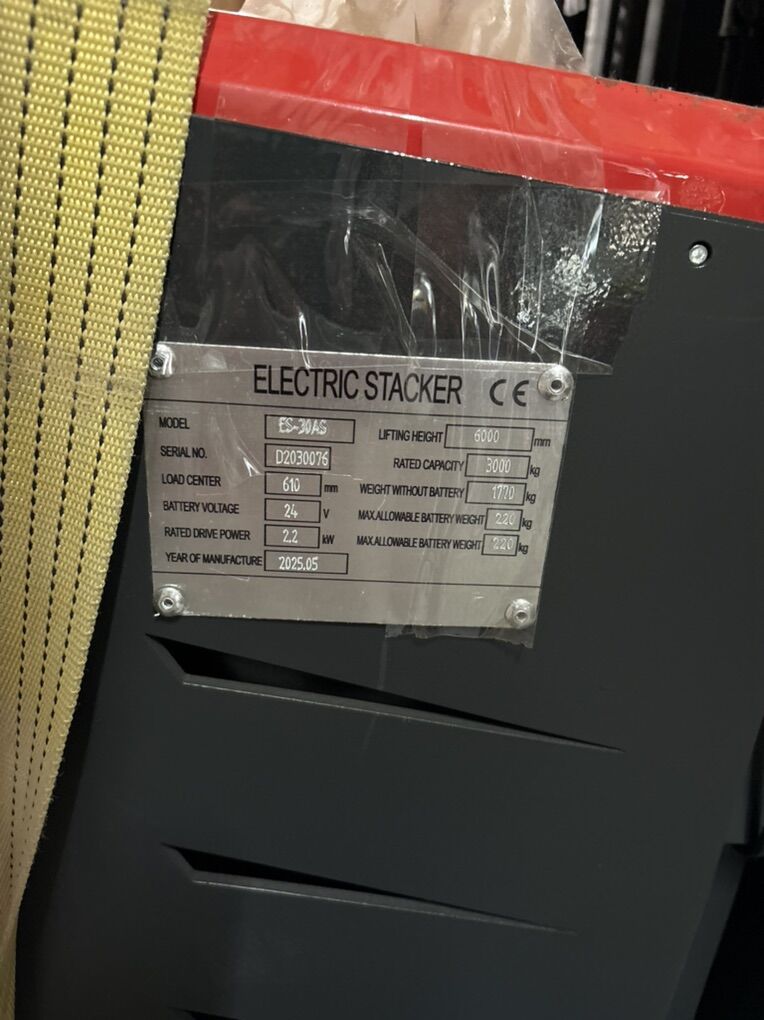 ELECTRIC STACKER CE
MODEL ES-30AS
SERIAL NO. D2030076
LOAD CENTER 610 mm
BATTERY VOLTAGE 24 V
RATED DRIVE POWER 2.2 kW
YEAR OF MANUFACTURE 2025.05
LIFTING HEIGHT 6000 mm
RATED CAPACITY 3000 kg
WEIGHT WITHOUT BATTERY 1770 kg
MAX.ALLOWABLE BATTERY WEIGHT 220 kg
MAX.ALLOWABLE BATTERY WEIGHT 220 kg